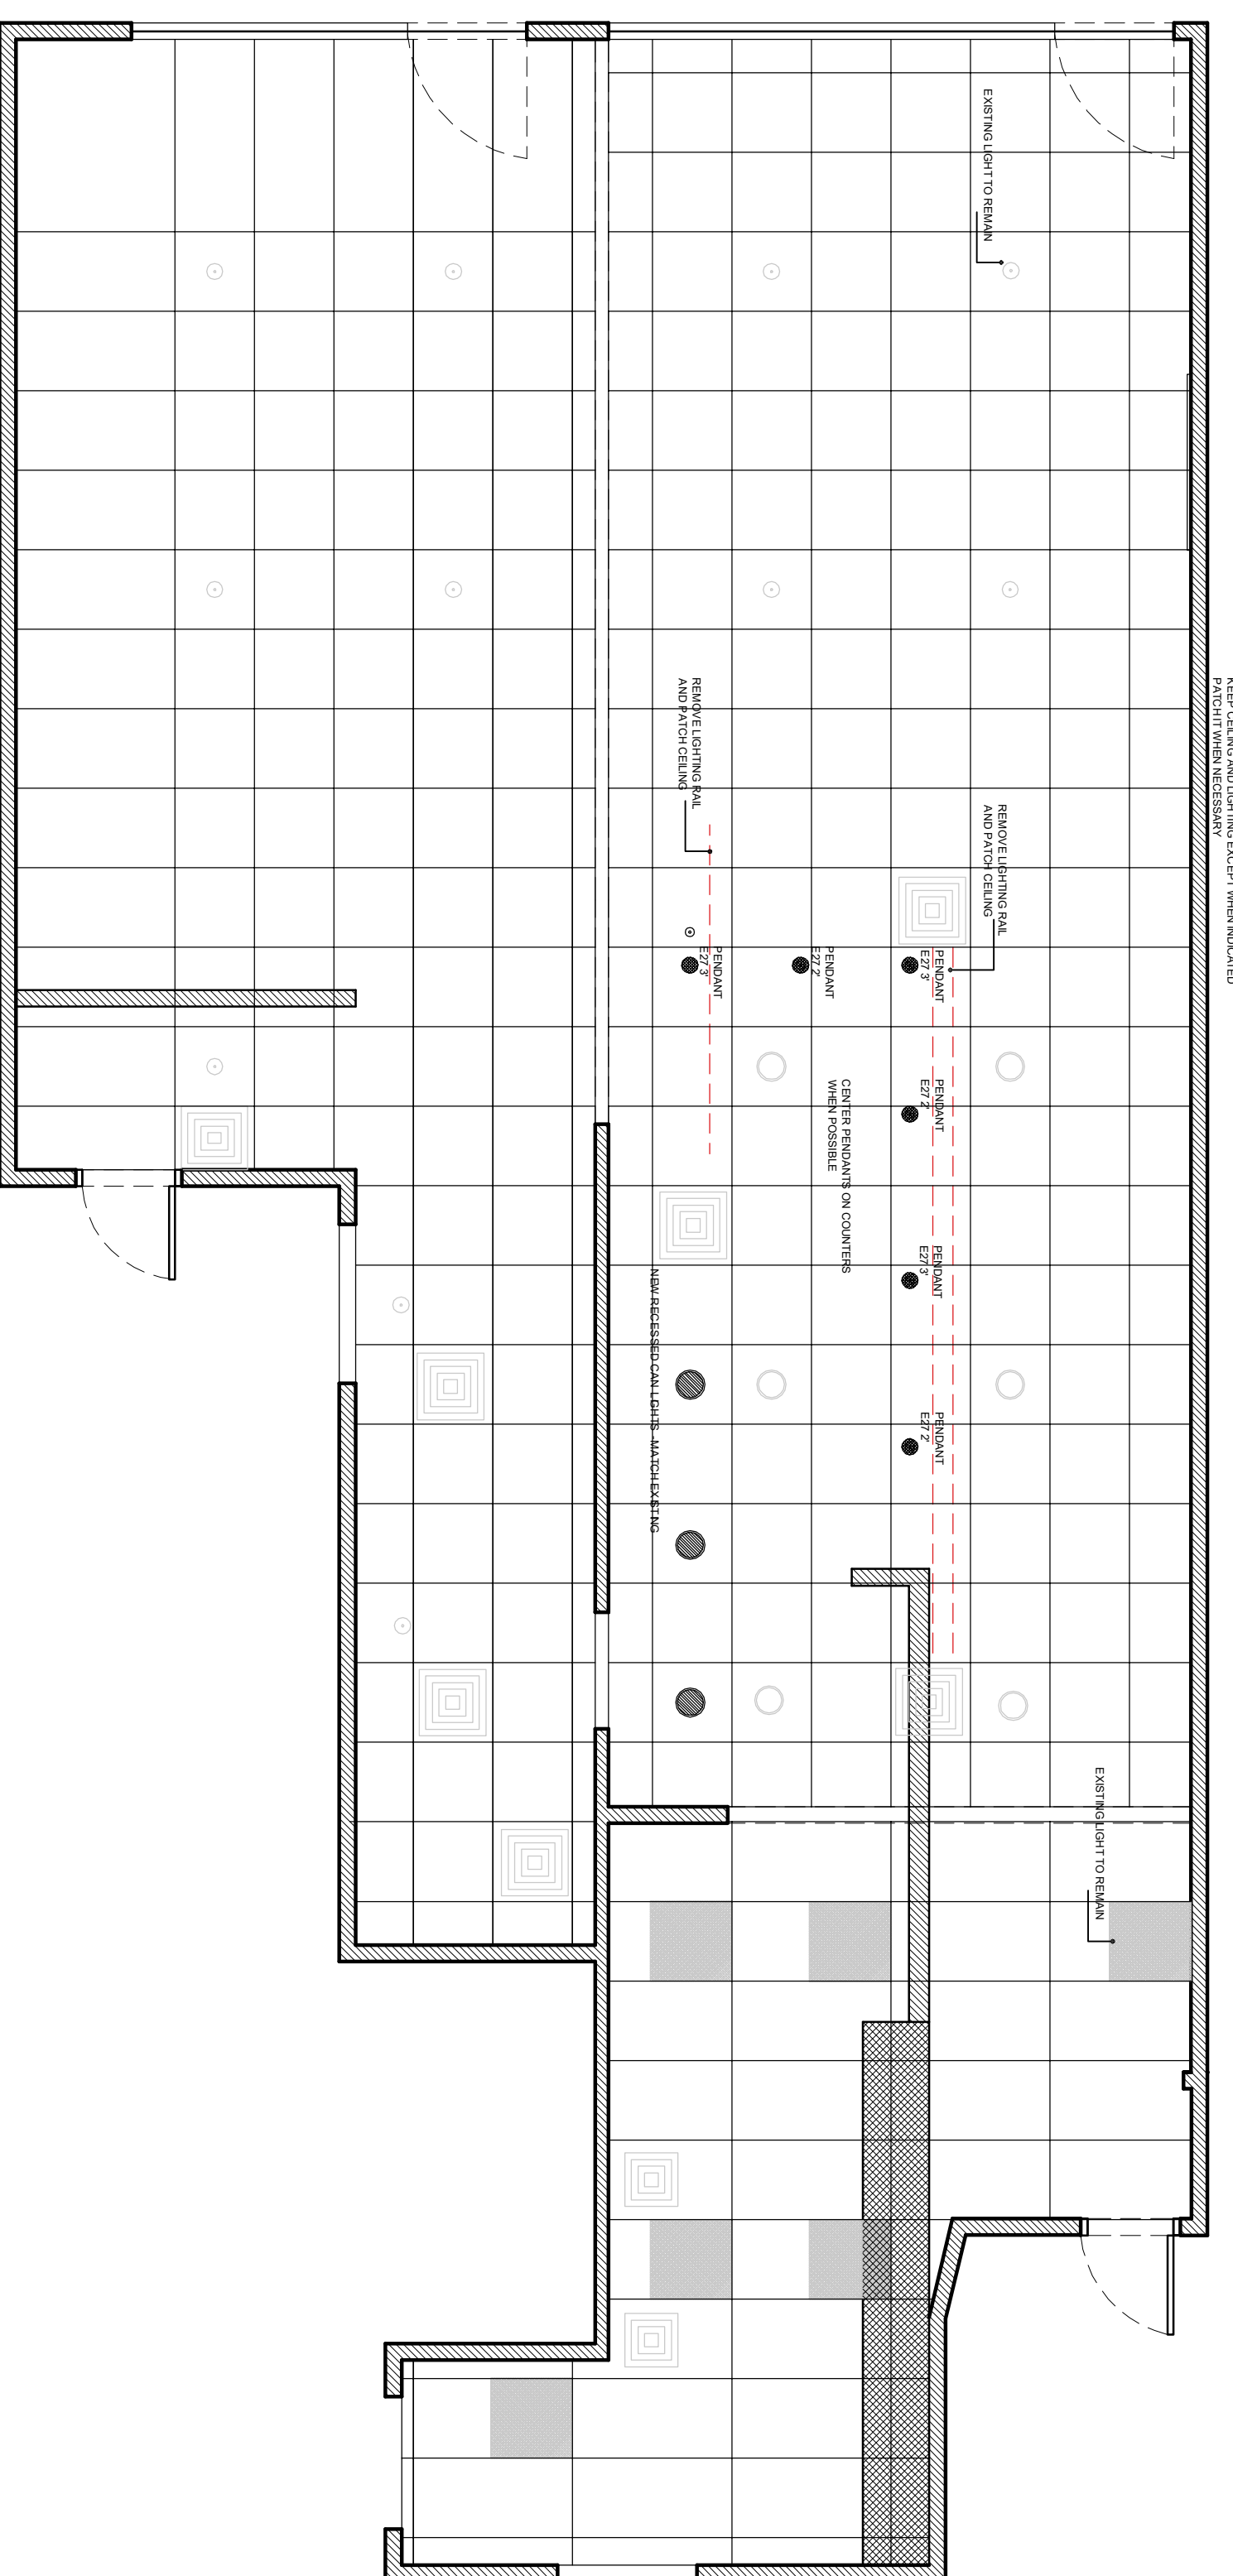 KEEP CEILING AND LIGHTING EXCEPT WHEN INDICATED
PATCH IT WHEN NECESSARY
EXISTING LIGHT TO REMAIN
REMOVE LIGHTING RAIL
AND PATCH CEILING
REMOVE LIGHTING RAIL
AND PATCH CEILING
PENDANT
E27 3'
PENDANT
E27 2'
PENDANT
E27 3'
PENDANT
E27 2'
PENDANT
E27 3'
PENDANT
E27 2'
CENTER PENDANTS ON COUNTERS
WHEN POSSIBLE
NEW RECESSED CAN LIGHTS - MATCH EXISTING
EXISTING LIGHT TO REMAIN